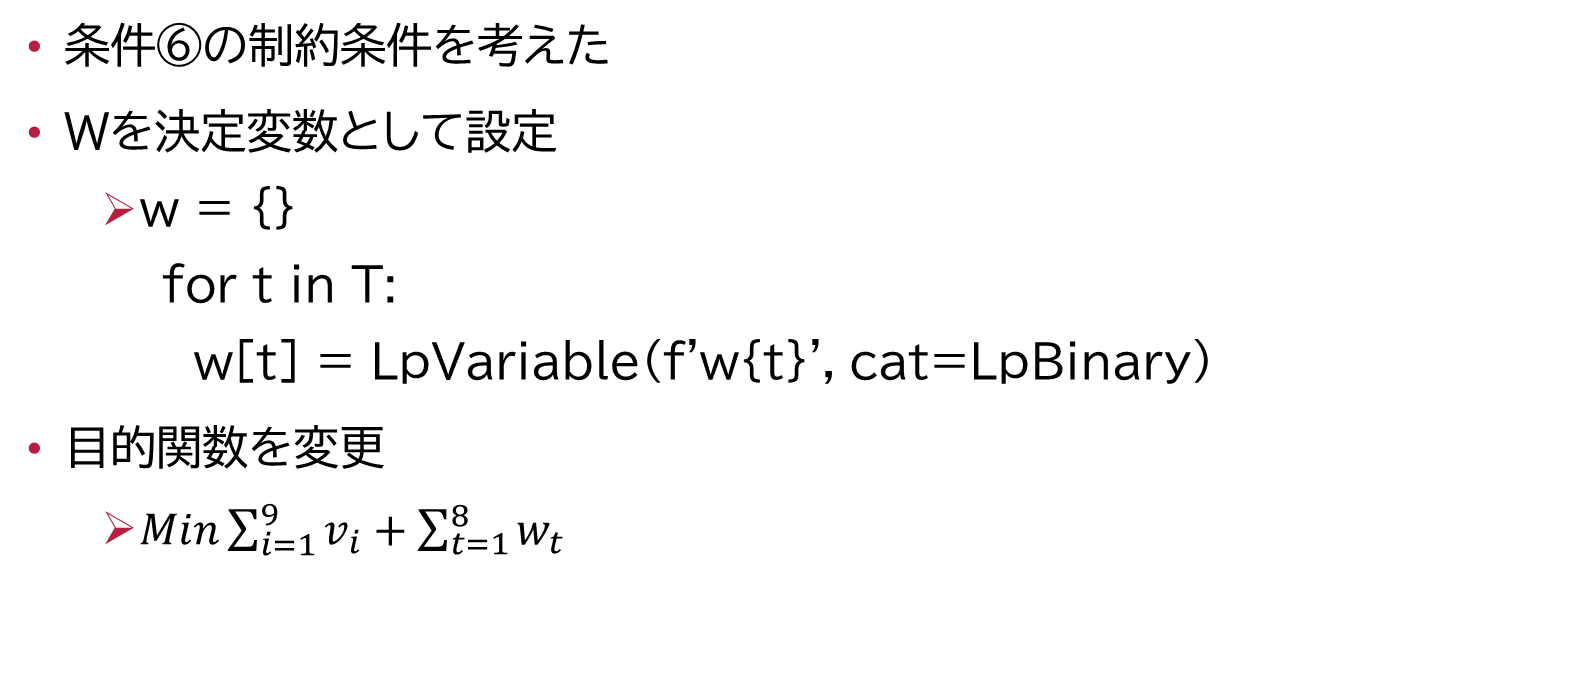 • 条件⑥の制約条件を考えた
• Wを決定変数として設定
➢w = {}
for t in T:
w[t] = LpVariable(f’w{t}’, cat=LpBinary)
• 目的関数を変更
➢Min ∑_{i=1}^{9} v_i + ∑_{t=1}^{8} w_t